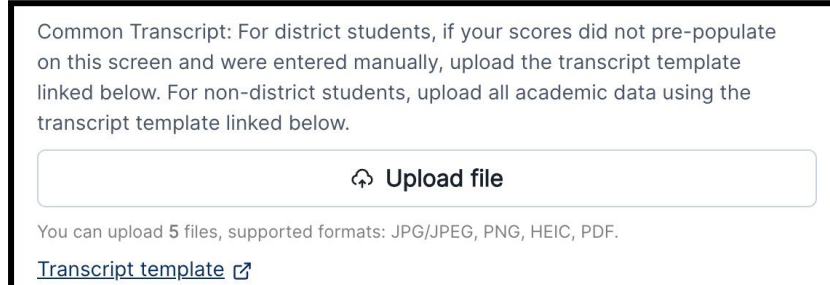 Common Transcript: For district students, if your scores did not pre-populate
on this screen and were entered manually, upload the transcript template
linked below. For non-district students, upload all academic data using the
transcript template linked below.
Upload file
You can upload 5 files, supported formats: JPG/JPEG, PNG, HEIC, PDF.
Transcript template